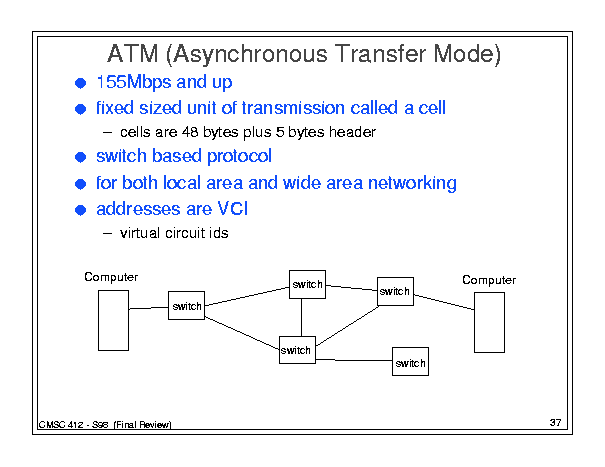 ATM (Asynchronous Transfer Mode)
● 155Mbps and up
● fixed sized unit of transmission called a cell
– cells are 48 bytes plus 5 bytes header
● switch based protocol
● for both local area and wide area networking
● addresses are VCI
– virtual circuit ids
Computer
switch
switch
switch
Computer
switch
switch
CMSC 412 - S98 (Final Review)
37